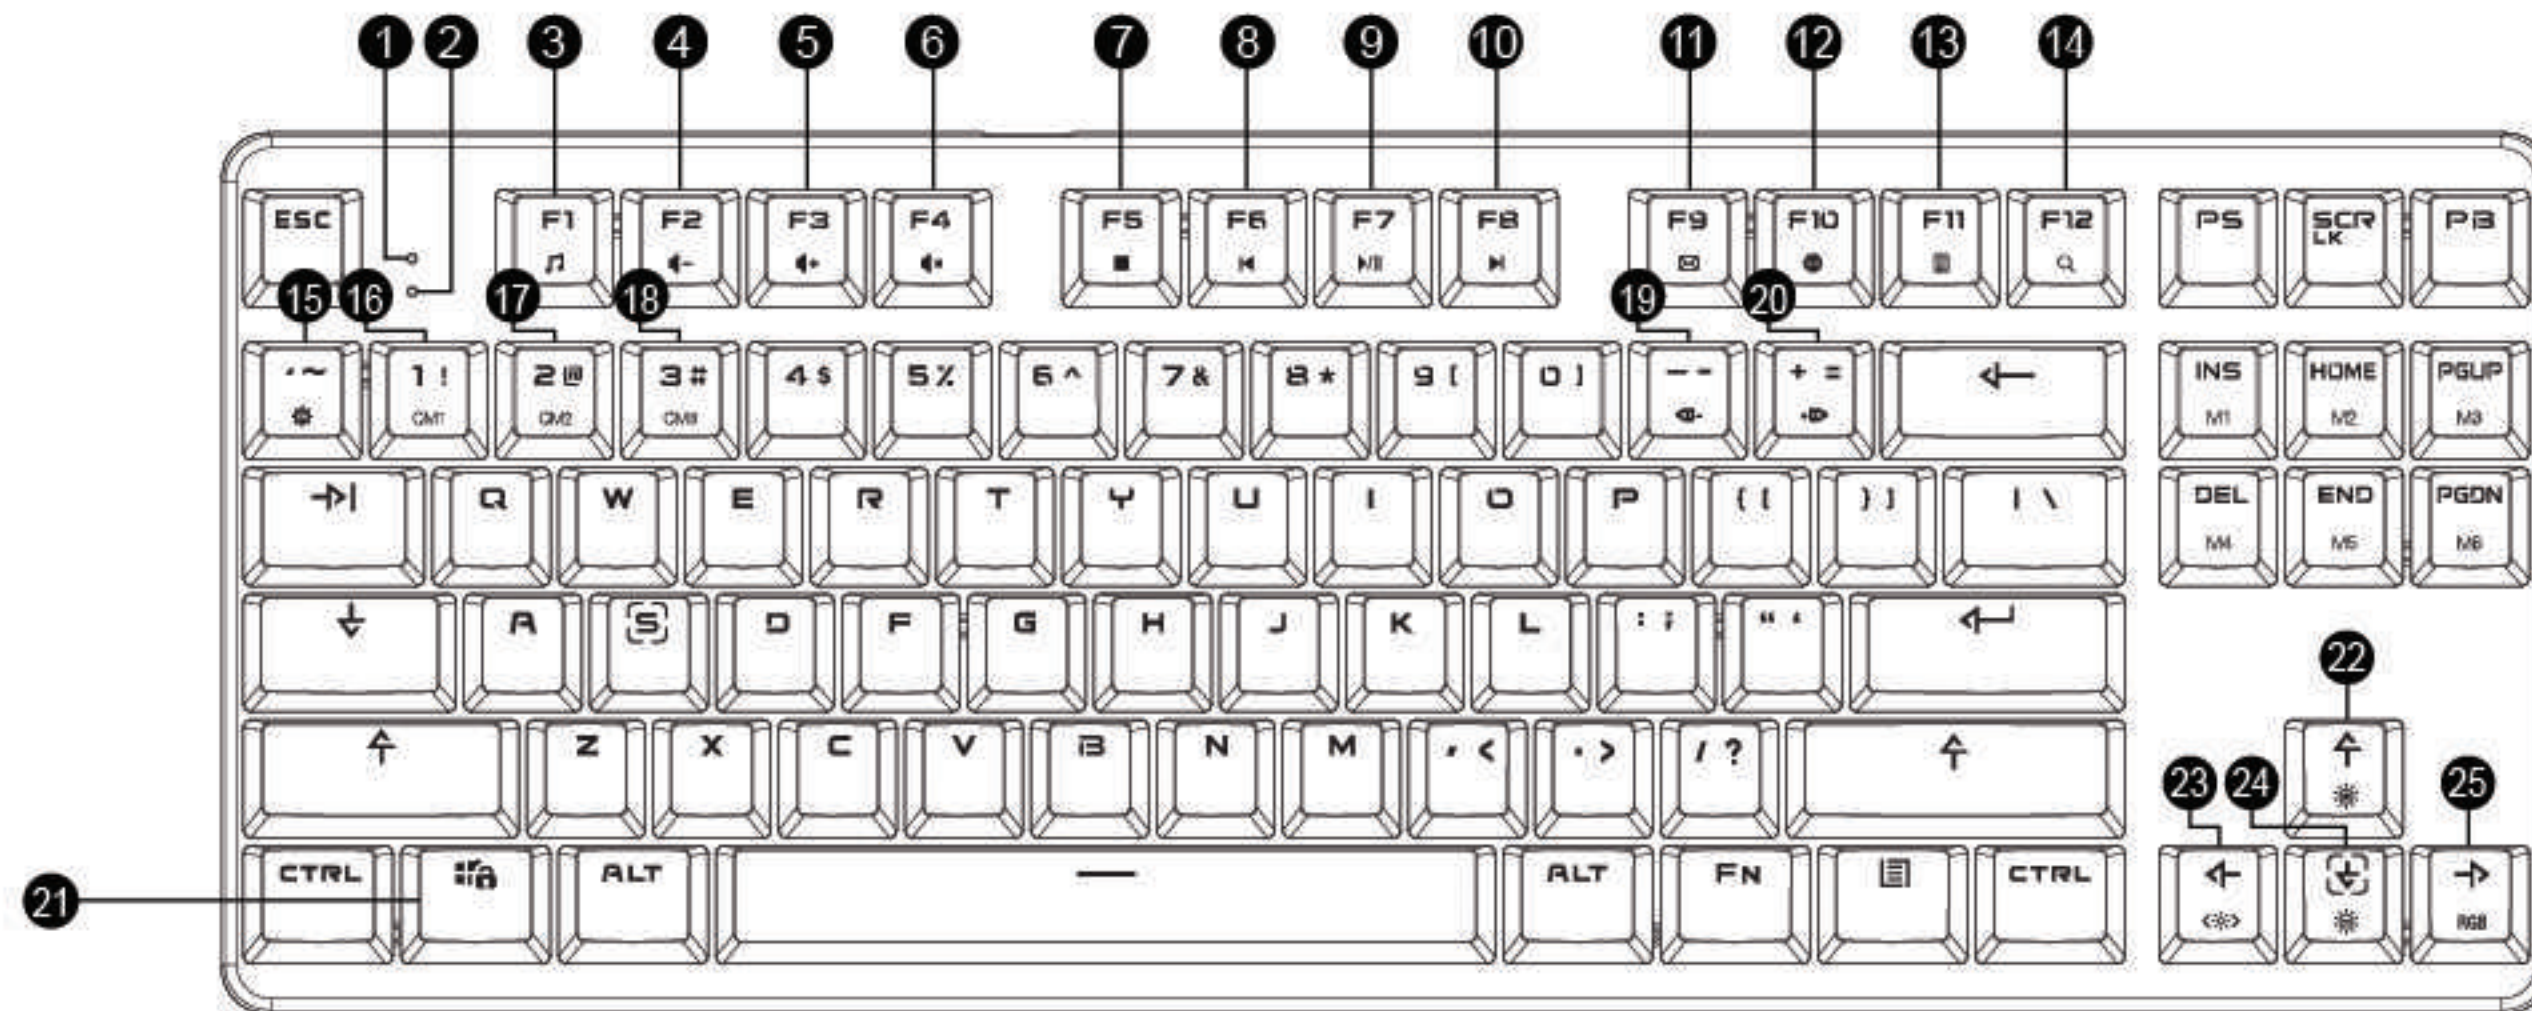 1 2 3 4 5 6 7 8 9 10 11 12 13 14
ESC F1 F2 F3 F4 F5 F6 F7 F8 F9 F10 F11 F12 PS SCR LK PB
15 16 17 18 19 20
' ~ 1 ! 2 @ 3 # 4 $ 5 % 6 ^ 7 & 8 * 9 ( 0 ) — - + = INS HOME PGUP
GM1 GM2 GM3 M1 M2 M3
Q W E R T Y U I O P { [ } ] | \ DEL END PGDN
M4 M5 M6
A S D F G H J K L : ; “ ‘
22
Z X C V B N M , < . > / ?
23 24 25
21 CTRL ALT ALT FN CTRL
RGB